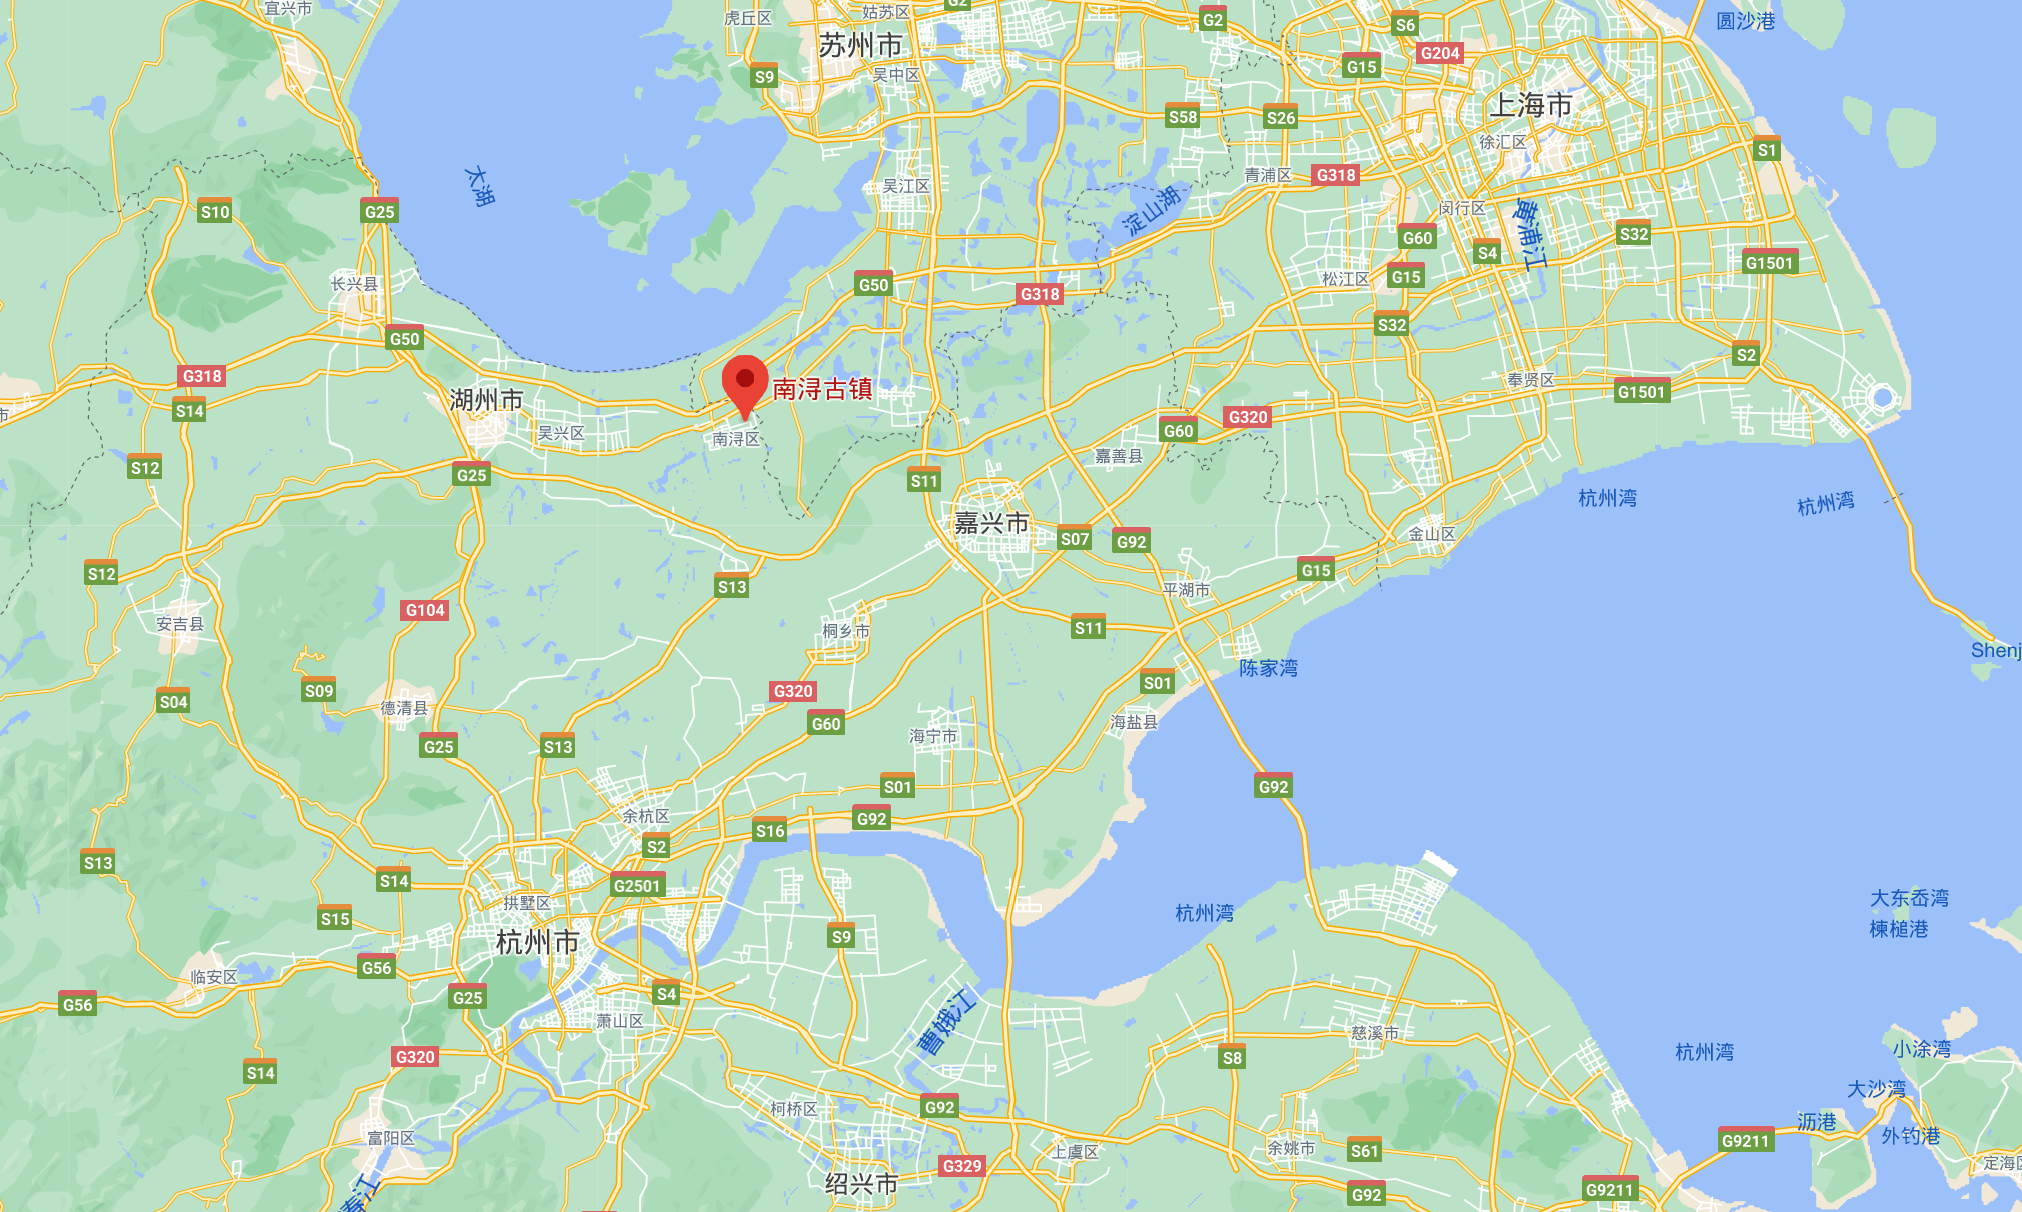 宜兴市
虎丘区
姑苏区
G2
G2
S6
圆沙港
苏州市
吴中区
S9
G15
G204
上海市
S58
S26
徐汇区
S1
太湖
吴江区
青浦区
G318
S10
G25
淀山湖
闵行区
黄浦江
G60
S32
S4
长兴县
G50
松江区
G15
G1501
G318
G50
S32
S2
G318
南浔古镇
奉贤区
G1501
市
S14
湖州市
吴兴区
南浔区
G60
G320
S12
G25
嘉善县
S11
杭州湾
杭州湾
嘉兴市
S07
G92
金山区
S12
S13
G15
平湖市
G104
安吉县
桐乡市
S11
Shenj
陈家湾
S09
S04
德清县
G320
S01
G60
海盐县
G25
S13
海宁市
S01
G92
余杭区
S16
G92
S2
S13
S14
G2501
拱墅区
S15
杭州市
S9
杭州湾
大东岙湾
楝槌港
G56
临安区
G56
G25
S4
萧山区
曹娥江
慈溪市
G320
S8
杭州湾
小涂湾
S14
大沙湾
柯桥区
G92
沥港
富阳区
G9211
外钓港
上虞区
余姚市
S61
G329
定海区
绍兴市
G92
G9211
春江